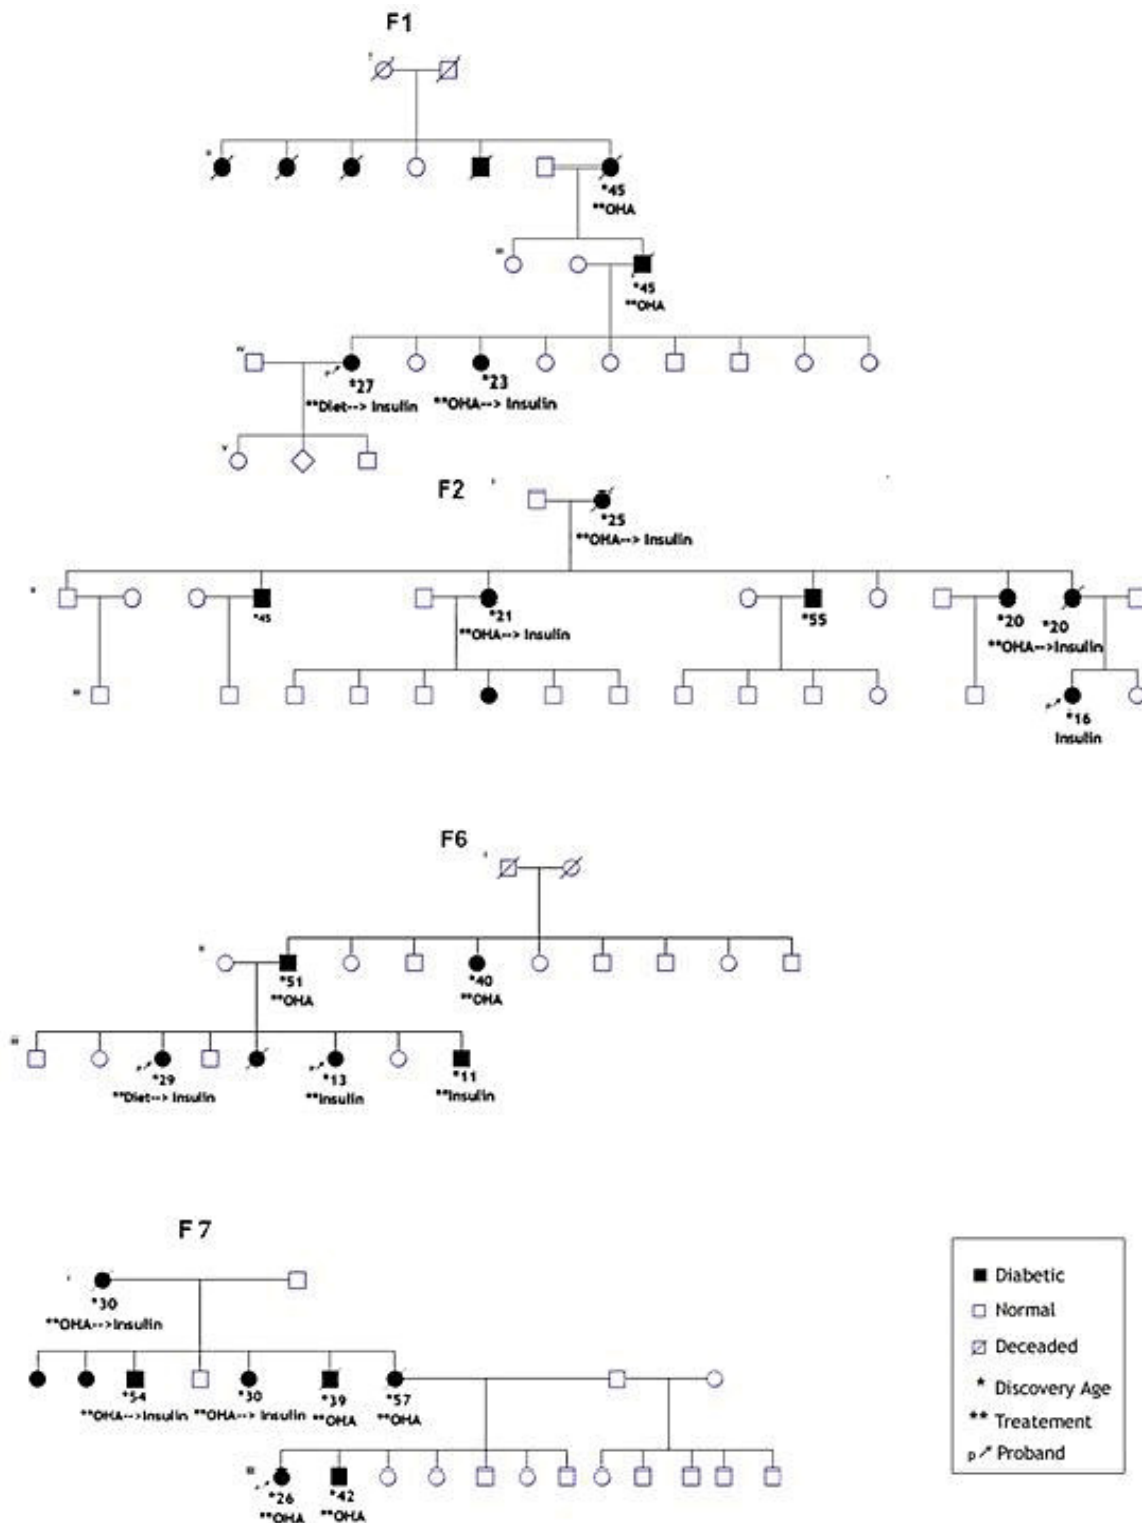 F1
*45
**OHA
*45
**OHA
*27
**Diet--> Insulin
*23
**OHA--> Insulin
F2
*25
**OHA--> Insulin
*45
*21
**OHA--> Insulin
*55
*20
*20
**OHA-->Insulin
*16
Insulin
F6
*51
**OHA
*40
**OHA
*29
**Diet--> Insulin
*13
**Insulin
*11
**Insulin
F7
*30
**OHA-->Insulin
*54
**OHA-->Insulin
*30
**OHA--> Insulin
*39
**OHA
*57
**OHA
*26
**OHA
*42
**OHA
Diabetic
Normal
Deceaded
* Discovery Age
** Treatement
p Proband